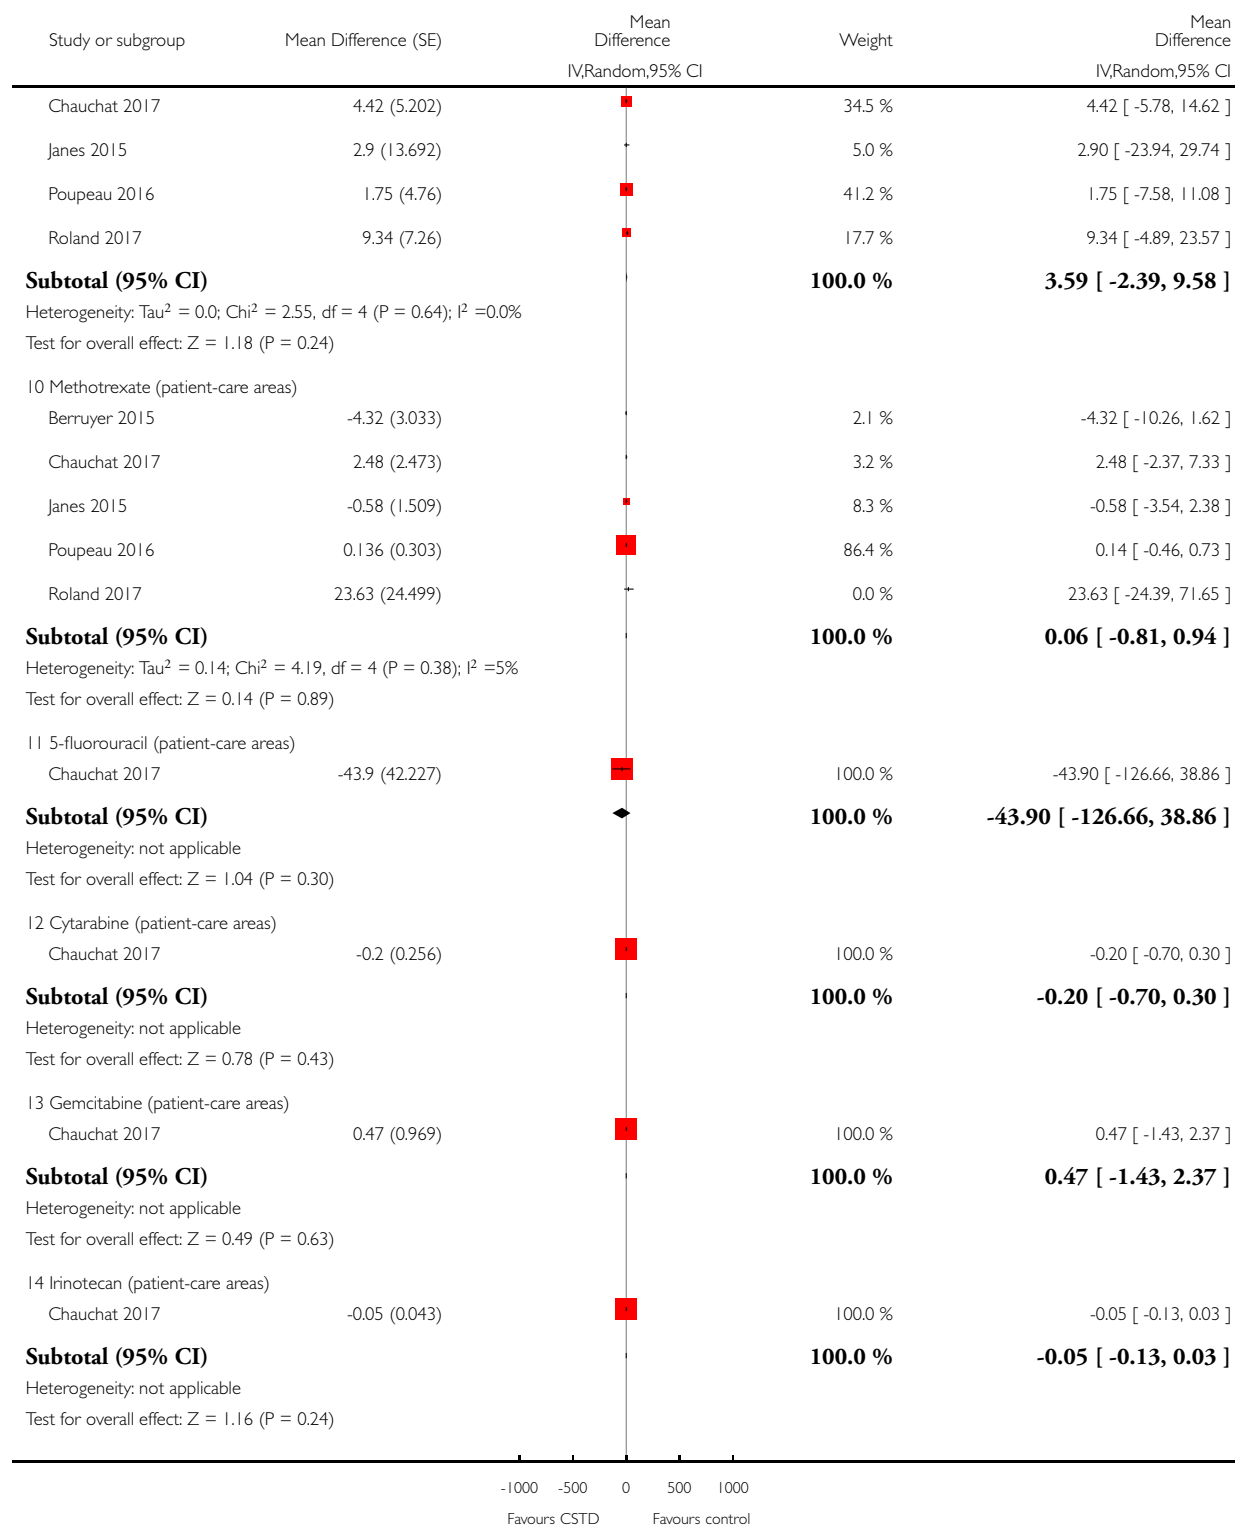 Study or subgroup Mean Difference (SE) Mean Difference Weight Mean Difference
IV,Random,95% CI IV,Random,95% CI
Chauchat 2017 4.42 (5.202) 34.5 % 4.42 [ -5.78, 14.62 ]
Janes 2015 2.9 (13.692) 5.0 % 2.90 [ -23.94, 29.74 ]
Poupeau 2016 1.75 (4.76) 41.2 % 1.75 [ -7.58, 11.08 ]
Roland 2017 9.34 (7.26) 17.7 % 9.34 [ -4.89, 23.57 ]
Subtotal (95% CI) 100.0 % 3.59 [ -2.39, 9.58 ]
Heterogeneity: Tau² = 0.0; Chi² = 2.55, df = 4 (P = 0.64); I² =0.0%
Test for overall effect: Z = 1.18 (P = 0.24)
10 Methotrexate (patient-care areas)
Berruyer 2015 -4.32 (3.033) 2.1 % -4.32 [ -10.26, 1.62 ]
Chauchat 2017 2.48 (2.473) 3.2 % 2.48 [ -2.37, 7.33 ]
Janes 2015 -0.58 (1.509) 8.3 % -0.58 [ -3.54, 2.38 ]
Poupeau 2016 0.136 (0.303) 86.4 % 0.14 [ -0.46, 0.73 ]
Roland 2017 23.63 (24.499) 0.0 % 23.63 [ -24.39, 71.65 ]
Subtotal (95% CI) 100.0 % 0.06 [ -0.81, 0.94 ]
Heterogeneity: Tau² = 0.14; Chi² = 4.19, df = 4 (P = 0.38); I² =5%
Test for overall effect: Z = 0.14 (P = 0.89)
11 5-fluorouracil (patient-care areas)
Chauchat 2017 -43.9 (42.227) 100.0 % -43.90 [ -126.66, 38.86 ]
Subtotal (95% CI) 100.0 % -43.90 [ -126.66, 38.86 ]
Heterogeneity: not applicable
Test for overall effect: Z = 1.04 (P = 0.30)
12 Cytarabine (patient-care areas)
Chauchat 2017 -0.2 (0.256) 100.0 % -0.20 [ -0.70, 0.30 ]
Subtotal (95% CI) 100.0 % -0.20 [ -0.70, 0.30 ]
Heterogeneity: not applicable
Test for overall effect: Z = 0.78 (P = 0.43)
13 Gemcitabine (patient-care areas)
Chauchat 2017 0.47 (0.969) 100.0 % 0.47 [ -1.43, 2.37 ]
Subtotal (95% CI) 100.0 % 0.47 [ -1.43, 2.37 ]
Heterogeneity: not applicable
Test for overall effect: Z = 0.49 (P = 0.63)
14 Irinotecan (patient-care areas)
Chauchat 2017 -0.05 (0.043) 100.0 % -0.05 [ -0.13, 0.03 ]
Subtotal (95% CI) 100.0 % -0.05 [ -0.13, 0.03 ]
Heterogeneity: not applicable
Test for overall effect: Z = 1.16 (P = 0.24)
-1000 -500 0 500 1000
Favours CSTD Favours control